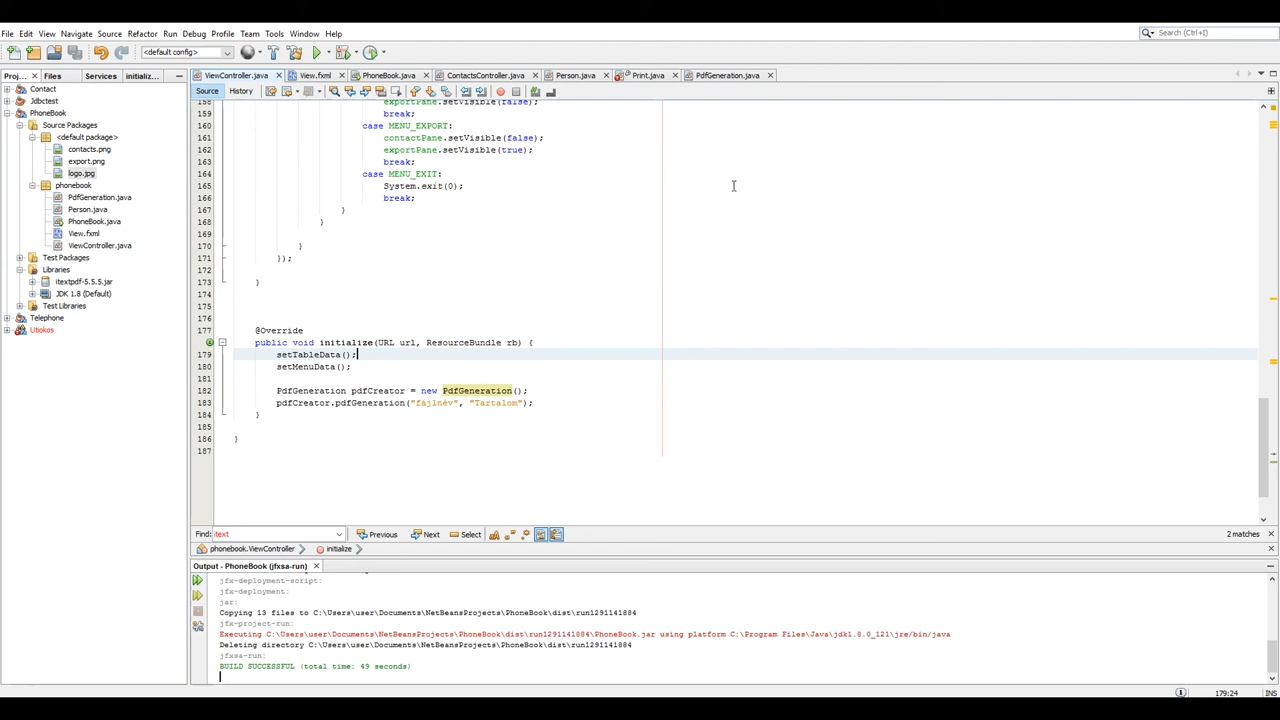 File Edit View Navigate Source Refactor Run Debug Profile Team Tools Window Help
Search (Ctrl+I)
<default config>
Proj... Files Services initializ...
ViewController.java View.fxml PhoneBook.java ContactsController.java Person.java Print.java PdfGeneration.java
Source History
Contact
Jdbctest
PhoneBook
Source Packages
<default package>
contacts.png
export.png
logo.jpg
phonebook
PdfGeneration.java
Person.java
PhoneBook.java
View.fxml
ViewController.java
Test Packages
Libraries
itextpdf-5.5.5.jar
JDK 1.8 (Default)
Test Libraries
Telephone
Utiokos
158 exportPane.setVisible(false);
159 break;
160 case MENU_EXPORT:
161 contactPane.setVisible(false);
162 exportPane.setVisible(true);
163 break;
164 case MENU_EXIT:
165 System.exit(0);
166 break;
167 }
168 }
169
170 }
171 });
172
173 }
174
175
176
177 @Override
public void initialize(URL url, ResourceBundle rb) {
179 setTableData();
180 setMenuData();
181
182 PdfGeneration pdfCreator = new PdfGeneration();
183 pdfCreator.pdfGeneration("fájlnév", "Tartalom");
184 }
185
186 }
187
Find: itext Previous Next Select 2 matches
phonebook.ViewController initialize
Output - PhoneBook (jfxsa-run)
jfx-deployment-script:
jfx-deployment:
jar:
Copying 13 files to C:\Users\user\Documents\NetBeansProjects\PhoneBook\dist\run1291141884
jfx-project-run:
Executing C:\Users\user\Documents\NetBeansProjects\PhoneBook\dist\run1291141884\PhoneBook.jar using platform C:\Program Files\Java\jdk1.8.0_121\jre/bin/java
Deleting directory C:\Users\user\Documents\NetBeansProjects\PhoneBook\dist\run1291141884
jfxsa-run:
BUILD SUCCESSFUL (total time: 49 seconds)
1 179:24 INS